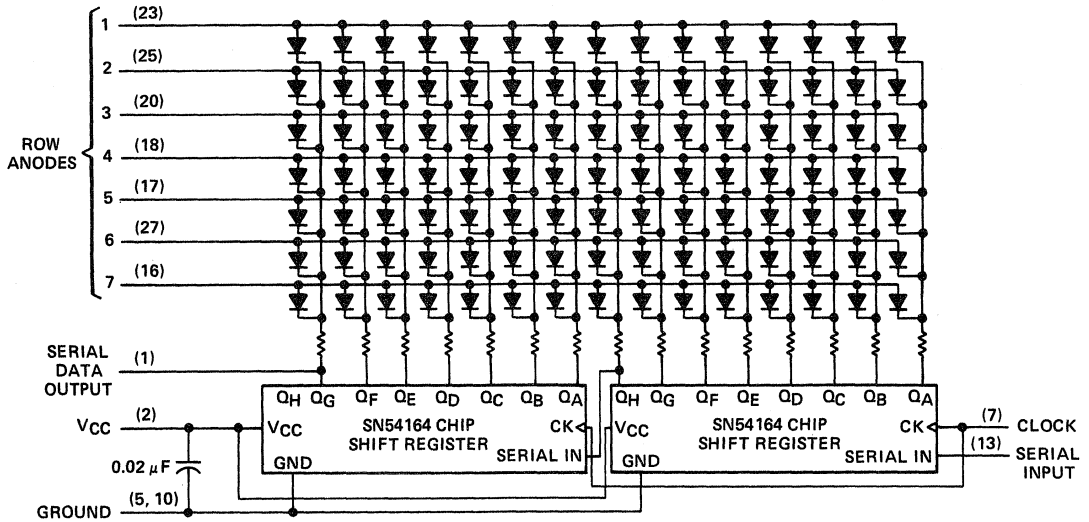 1 (23)
2 (25)
3 (20)
ROW
ANODES
4 (18)
5 (17)
6 (27)
7 (16)
SERIAL
DATA
OUTPUT
(1)
QH QG QF QE QD QC QB QA
QH QG QF QE QD QC QB QA
VCC (2)
VCC
SN54164 CHIP
SHIFT REGISTER
CK
SERIAL IN
GND
VCC
SN54164 CHIP
SHIFT REGISTER
CK
SERIAL IN
GND
(7) CLOCK
(13) SERIAL
INPUT
0.02 μF
GROUND (5, 10)